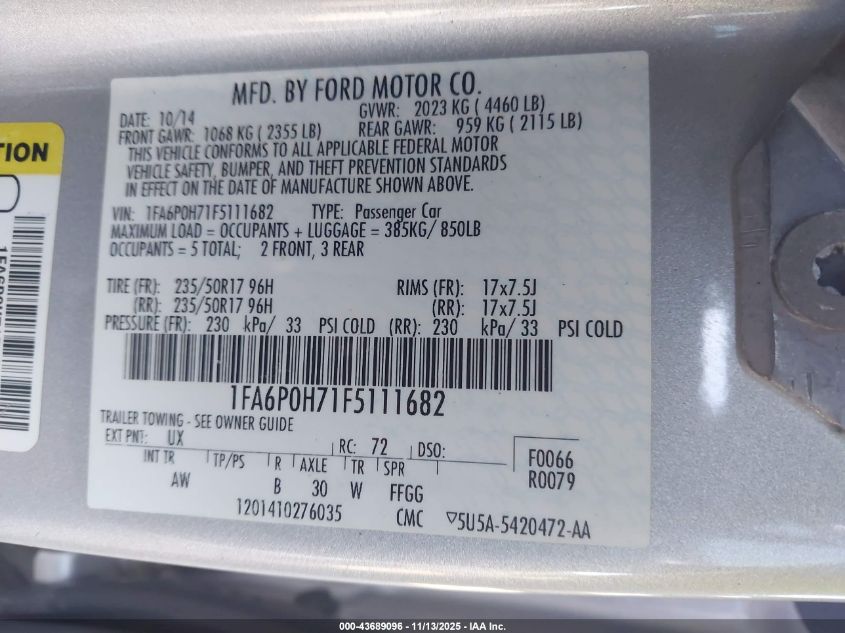 MFD. BY FORD MOTOR CO.
DATE: 10/14 GVWR: 2023 KG ( 4460 LB)
FRONT GAWR: 1068 KG ( 2355 LB) REAR GAWR: 959 KG ( 2115 LB)
THIS VEHICLE CONFORMS TO ALL APPLICABLE FEDERAL MOTOR
VEHICLE SAFETY, BUMPER, AND THEFT PREVENTION STANDARDS
IN EFFECT ON THE DATE OF MANUFACTURE SHOWN ABOVE.
VIN: 1FA6P0H71F5111682 TYPE: Passenger Car
MAXIMUM LOAD = OCCUPANTS + LUGGAGE = 385KG/ 850LB
OCCUPANTS = 5 TOTAL; 2 FRONT, 3 REAR
TIRE (FR): 235/50R17 96H RIMS (FR): 17x7.5J
(RR): 235/50R17 96H (RR): 17x7.5J
PRESSURE (FR): 230 kPa/ 33 PSI COLD (RR): 230 kPa/ 33 PSI COLD
1FA6P0H71F5111682
TRAILER TOWING - SEE OWNER GUIDE
EXT PNT: UX RC: 72 DSO:
INT TR TP/PS R AXLE TR SPR
AW B 30 W FFGG
F0066
R0079
1201410276035 CMC ▽5U5A-5420472-AA
TION
000-43689096 - 11/13/2025 - IAA Inc.